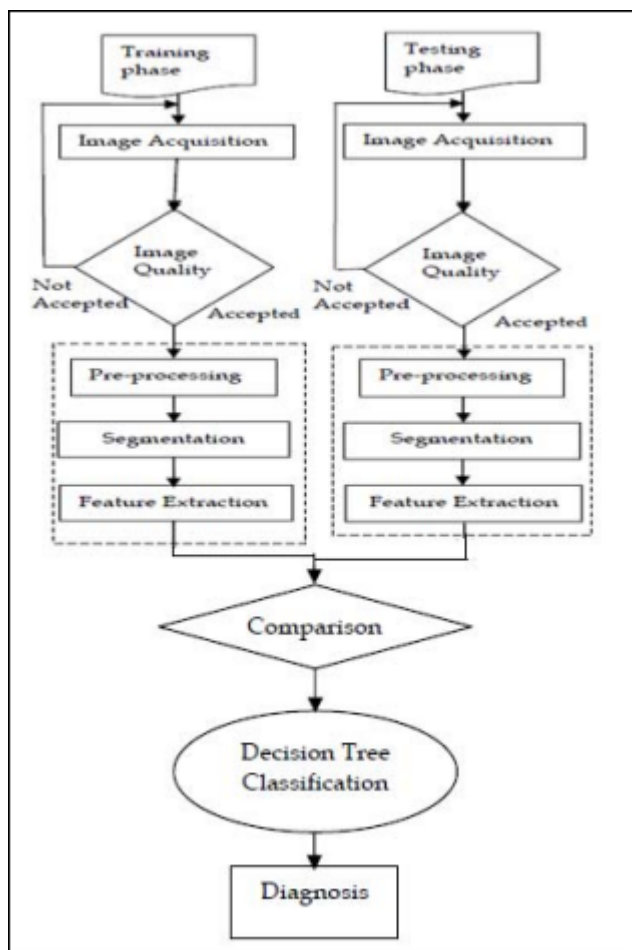 Training
phase
Image Acquisition
Image
Quality
Not
Accepted
Accepted
Pre-processing
Segmentation
Feature Extraction
Testing
phase
Image Acquisition
Image
Quality
Not
Accepted
Accepted
Pre-processing
Segmentation
Feature Extraction
Comparison
Decision Tree
Classification
Diagnosis